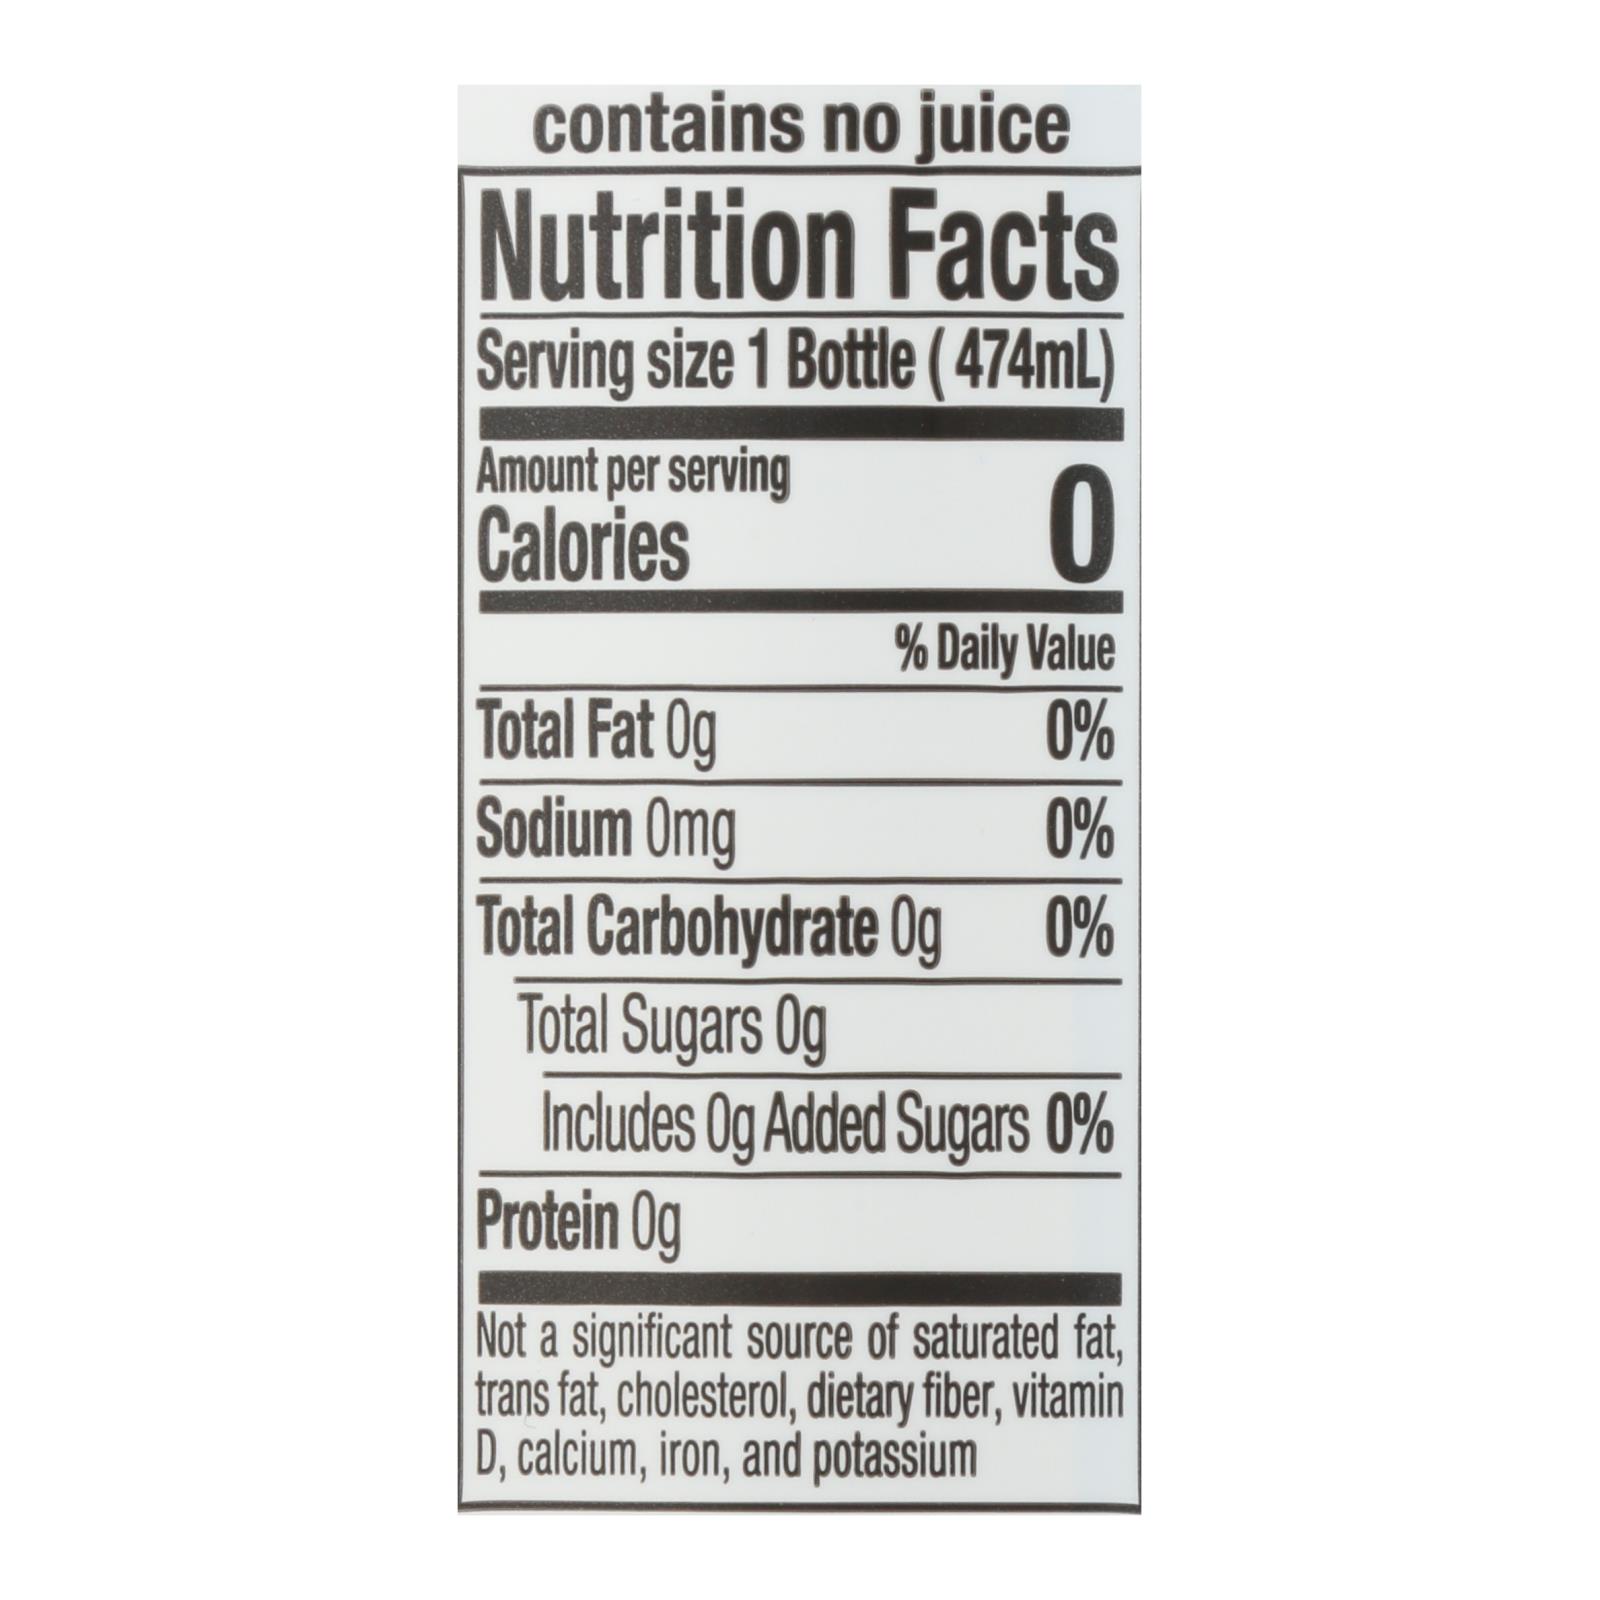 contains no juice
Nutrition Facts
Serving size 1 Bottle ( 474mL)
Amount per serving
Calories 0
% Daily Value
Total Fat 0g 0%
Sodium 0mg 0%
Total Carbohydrate 0g 0%
Total Sugars 0g
Includes 0g Added Sugars 0%
Protein 0g
Not a significant source of saturated fat,
trans fat, cholesterol, dietary fiber, vitamin
D, calcium, iron, and potassium